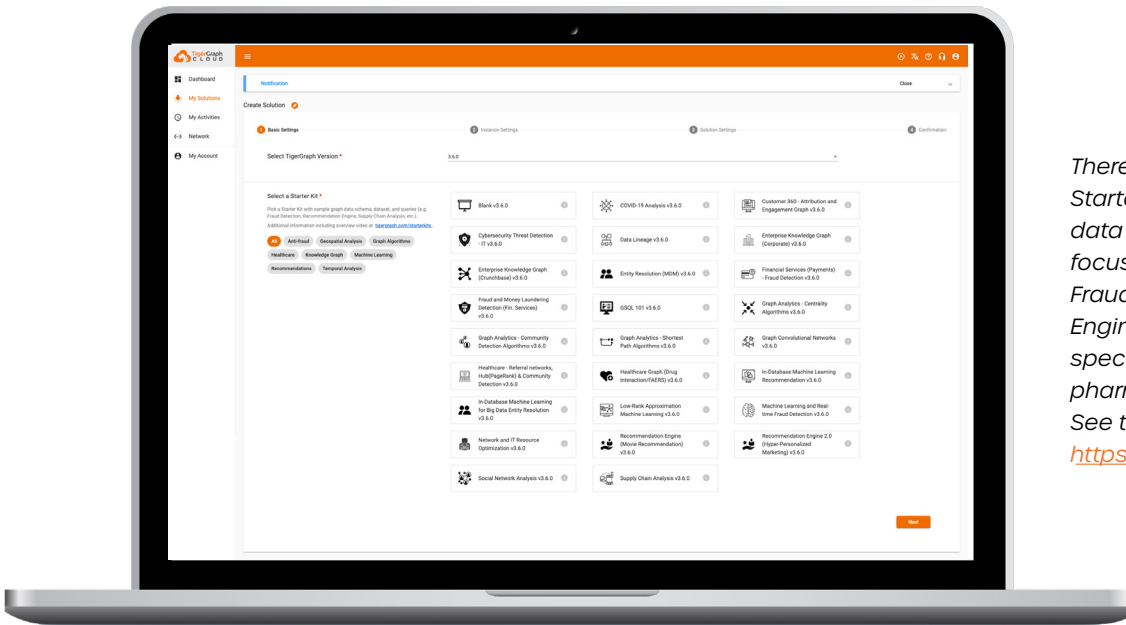 TigerGraph
CLOUD
Dashboard
My Solutions
My Activities
Network
My Account
Notification
Close
Create Solution
1 Basic Settings
2 Instance Settings
3 Solution Settings
4 Confirmation
Select TigerGraph Version *
3.6.0
Select a Starter Kit *
Pick a Starter Kit with sample graph data schema, dataset, and queries (e.g.
Fraud Detection, Recommendation Engine, Supply Chain Analysis, etc.).
Additional information including overview video at: tigergraph.com/starterkits.
All
Anti-fraud
Geospatial Analysis
Graph Algorithms
Healthcare
Knowledge Graph
Machine Learning
Recommendations
Temporal Analysis
Blank v3.6.0
COVID-19 Analysis v3.6.0
Customer 360 - Attribution and
Engagement Graph v3.6.0
Cybersecurity Threat Detection
- IT v3.6.0
Data Lineage v3.6.0
Enterprise Knowledge Graph
(Corporate) v3.6.0
Enterprise Knowledge Graph
(Crunchbase) v3.6.0
Entity Resolution (MDM) v3.6.0
Financial Services (Payments)
- Fraud Detection v3.6.0
Fraud and Money Laundering
Detection (Fin. Services)
v3.6.0
GSQL 101 v3.6.0
Graph Analytics - Centrality
Algorithms v3.6.0
Graph Analytics - Community
Detection Algorithms v3.6.0
Graph Analytics - Shortest
Path Algorithms v3.6.0
Graph Convolutional Networks
v3.6.0
Healthcare - Referral networks,
Hub(PageRank) & Community
Detection v3.6.0
Healthcare Graph (Drug
Interaction/FAERS) v3.6.0
In-Database Machine Learning
Recommendation v3.6.0
In-Database Machine Learning
for Big Data Entity Resolution
v3.6.0
Low-Rank Approximation
Machine Learning v3.6.0
Machine Learning and Real-
time Fraud Detection v3.6.0
Network and IT Resource
Optimization v3.6.0
Recommendation Engine
(Movie Recommendation)
v3.6.0
Recommendation Engine 2.0
(Hyper-Personalized
Marketing) v3.6.0
Social Network Analysis v3.6.0
Supply Chain Analysis v3.6.0
Next
There
Starte
data
focus
Fraud
Engin
spec
pharm
See t
https